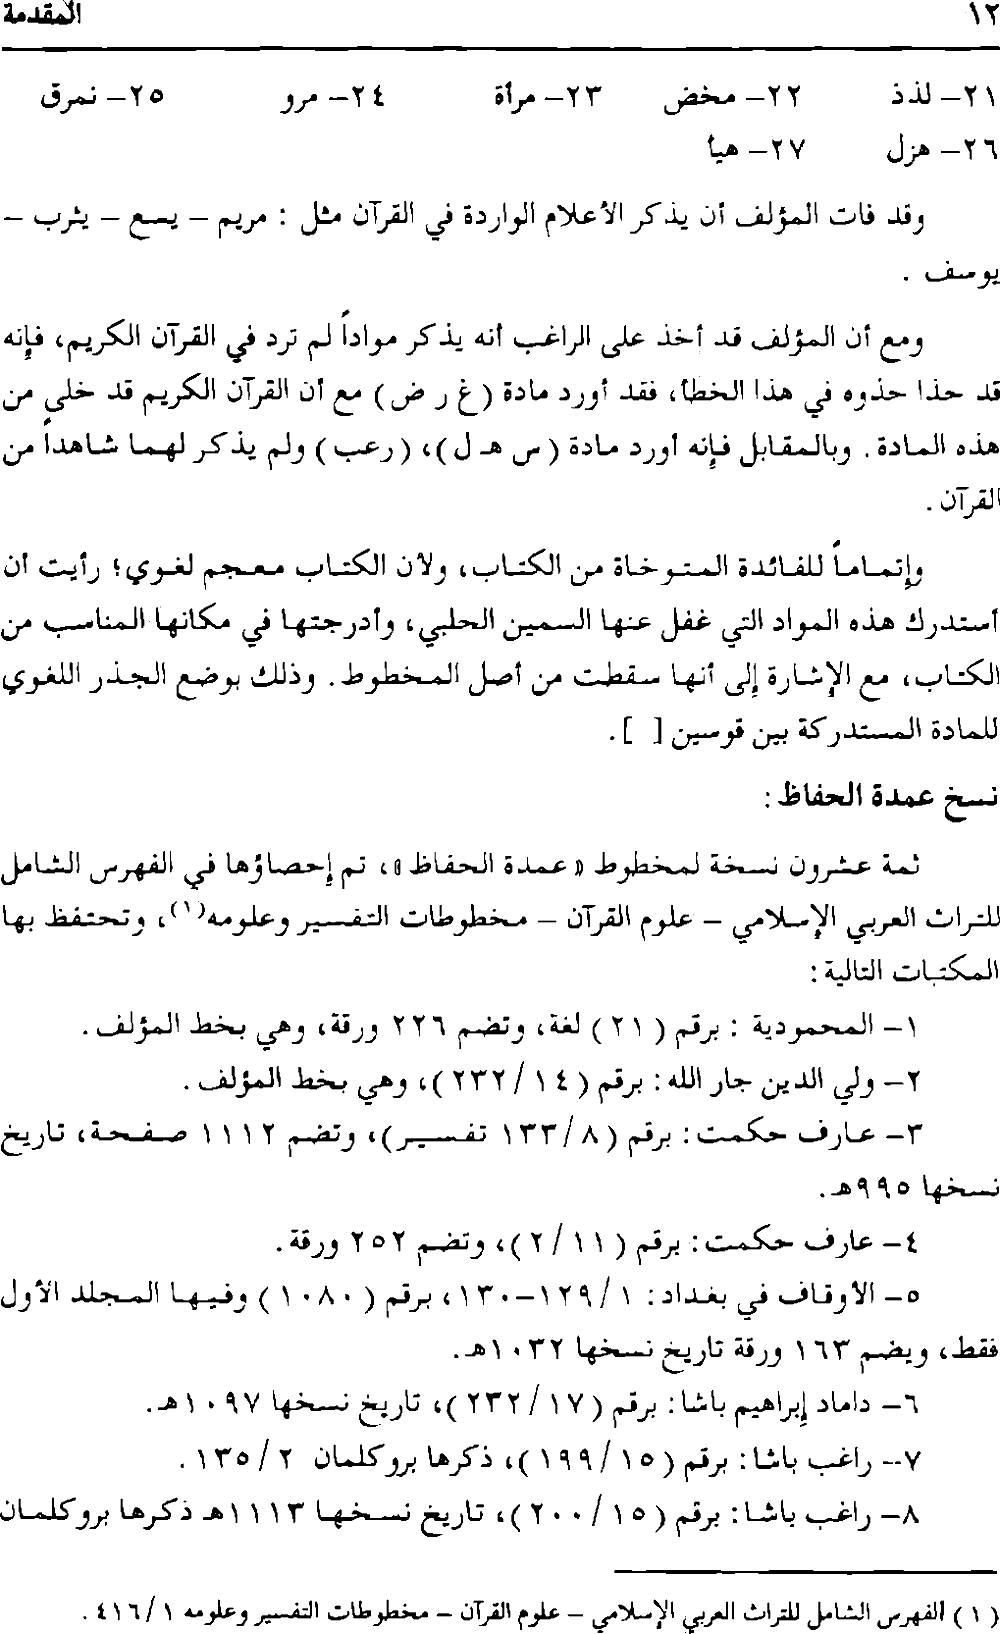 ١٢ المقدمة
٢١- لذذ ٢٢- مخض ٢٣- مرأة ٢٤- مرو ٢٥- نمرق
٢٦- هزل ٢٧- هيأ
وقد فات المؤلف أن يذكر الأعلام الواردة في القرآن مثل : مريم - يسع - يثرب -
يوسف .
ومع أن المؤلف قد أخذ على الراغب أنه يذكر مواداً لم ترد في القرآن الكريم، فإنه
قد حذا حذوه في هذا الخطأ، فقد أورد مادة ( غ ر ض ) مع أن القرآن الكريم قد خلي من
هذه المادة . وبالمقابل فإنه أورد مادة ( س هـ ل )، ( رعب ) ولم يذكر لهما شاهداً من
القرآن .
وإتماماً للفائدة المتوخاة من الكتاب، ولأن الكتاب معجم لغوي؛ رأيت أن
أستدرك هذه المواد التي غفل عنها السمين الحلبي، وأدرجتها في مكانها المناسب من
الكتاب، مع الإشارة إلى أنها سقطت من أصل المخطوط . وذلك بوضع الجذر اللغوي
للمادة المستدركة بين قوسين [ ] .
نسخ عمدة الحفاظ :
ثمة عشرون نسخة لمخطوط « عمدة الحفاظ »، تم إحصاؤها في الفهرس الشامل
للتراث العربي الإسلامي - علوم القرآن - مخطوطات التفسير وعلومه(١)، وتحتفظ بها
المكتبات التالية :
١- المحمودية : برقم ( ٢١ ) لغة، وتضم ٢٢٦ ورقة، وهي بخط المؤلف .
٢- ولي الدين جار الله : برقم ( ١٤ / ٢٣٢ )، وهي بخط المؤلف .
٣- عارف حكمت : برقم ( ٨ / ١٣٣ تفسير )، وتضم ١١١٢ صفحة، تاريخ
نسخها ٩٩٥هـ .
٤- عارف حكمت : برقم ( ١١ / ٢ )، وتضم ٢٥٢ ورقة .
٥- الأوقاف في بغداد : ١ / ١٢٩-١٣٠، برقم ( ١٠٨٠ ) وفيها المجلد الأول
فقط، ويضم ١٦٣ ورقة تاريخ نسخها ١٠٣٢هـ .
٦- داماد إبراهيم باشا : برقم ( ١٧ / ٢٣٢ )، تاريخ نسخها ١٠٩٧هـ .
٧- راغب باشا : برقم ( ١٥ / ١٩٩ )، ذكرها بروكلمان ٢ / ١٣٥ .
٨- راغب باشا : برقم ( ١٥ / ٢٠٠ )، تاريخ نسخها ١١١٣هـ ذكرها بروكلمان
( ١ ) الفهرس الشامل للتراث العربي الإسلامي - علوم القرآن - مخطوطات التفسير وعلومه ١ / ٤١٦ .